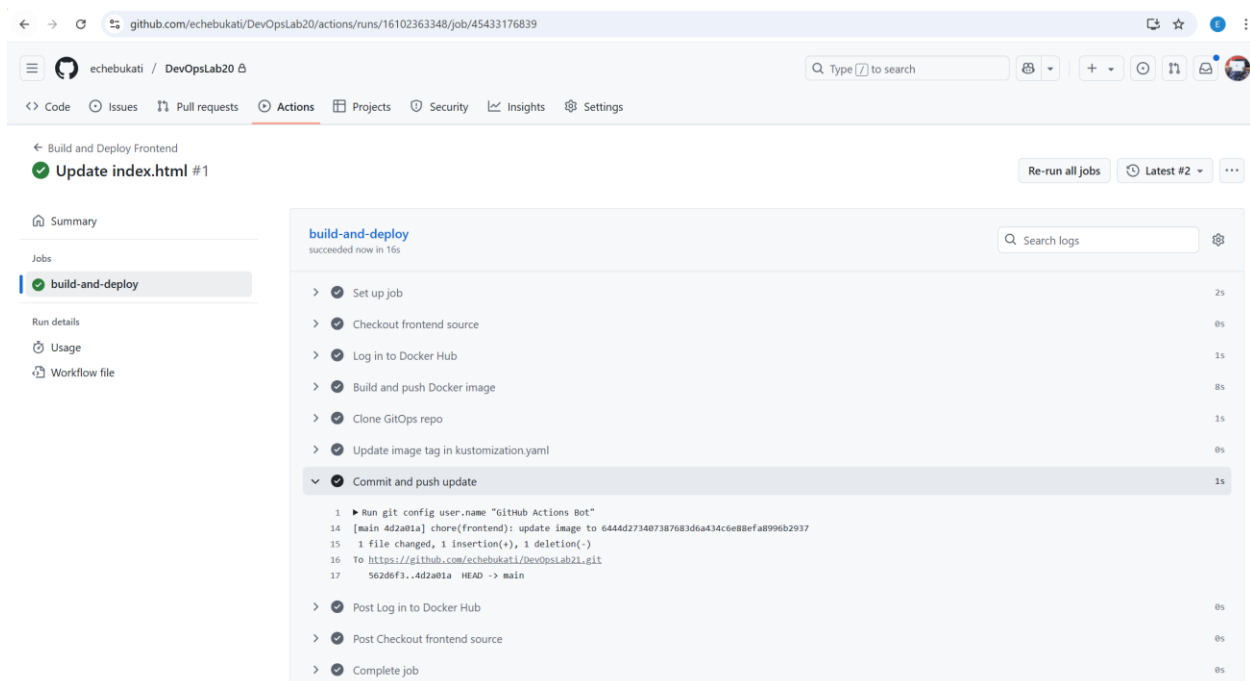 github.com/echebukati/DevOpsLab20/actions/runs/16102363348/job/45433176839
E
echebukati / DevOpsLab20
Type / to search
Code Issues Pull requests Actions Projects Security Insights Settings
Build and Deploy Frontend
Update index.html #1
Re-run all jobs Latest #2
Summary
Jobs
build-and-deploy
Run details
Usage
Workflow file
build-and-deploy
succeeded now in 16s
Search logs
Set up job 2s
Checkout frontend source 0s
Log in to Docker Hub 1s
Build and push Docker image 8s
Clone GitOps repo 1s
Update image tag in kustomization.yaml 0s
Commit and push update 1s
1 Run git config user.name "GitHub Actions Bot"
14 [main 4d2a01a] chore(frontend): update image to 6444d273407387683d6a434c6e88efa8996b2937
15 1 file changed, 1 insertion(+), 1 deletion(-)
16 To https://github.com/echebukati/DevOpsLab21.git
17 562d6f3..4d2a01a HEAD -> main
Post Log in to Docker Hub 0s
Post Checkout frontend source 0s
Complete job 0s